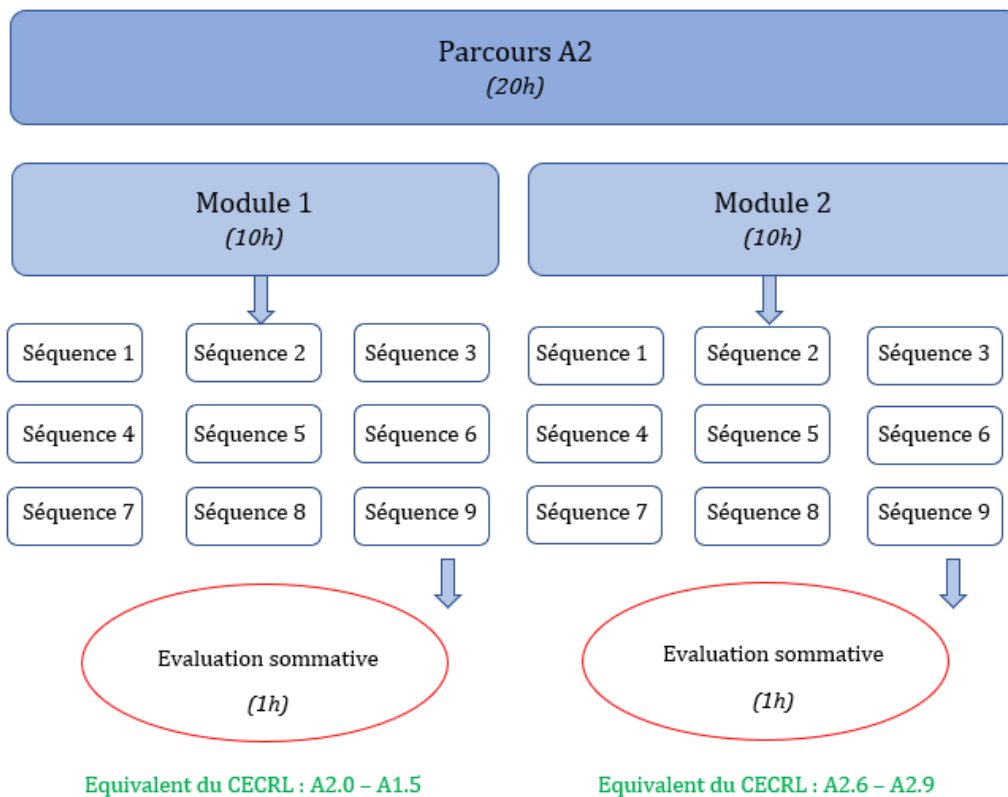 Parcours A2
(20h)
Module 1
(10h)
Module 2
(10h)
Séquence 1
Séquence 2
Séquence 3
Séquence 4
Séquence 5
Séquence 6
Séquence 7
Séquence 8
Séquence 9
Evaluation sommative
(1h)
Equivalent du CECRL : A2.0 – A1.5
Séquence 1
Séquence 2
Séquence 3
Séquence 4
Séquence 5
Séquence 6
Séquence 7
Séquence 8
Séquence 9
Evaluation sommative
(1h)
Equivalent du CECRL : A2.6 – A2.9